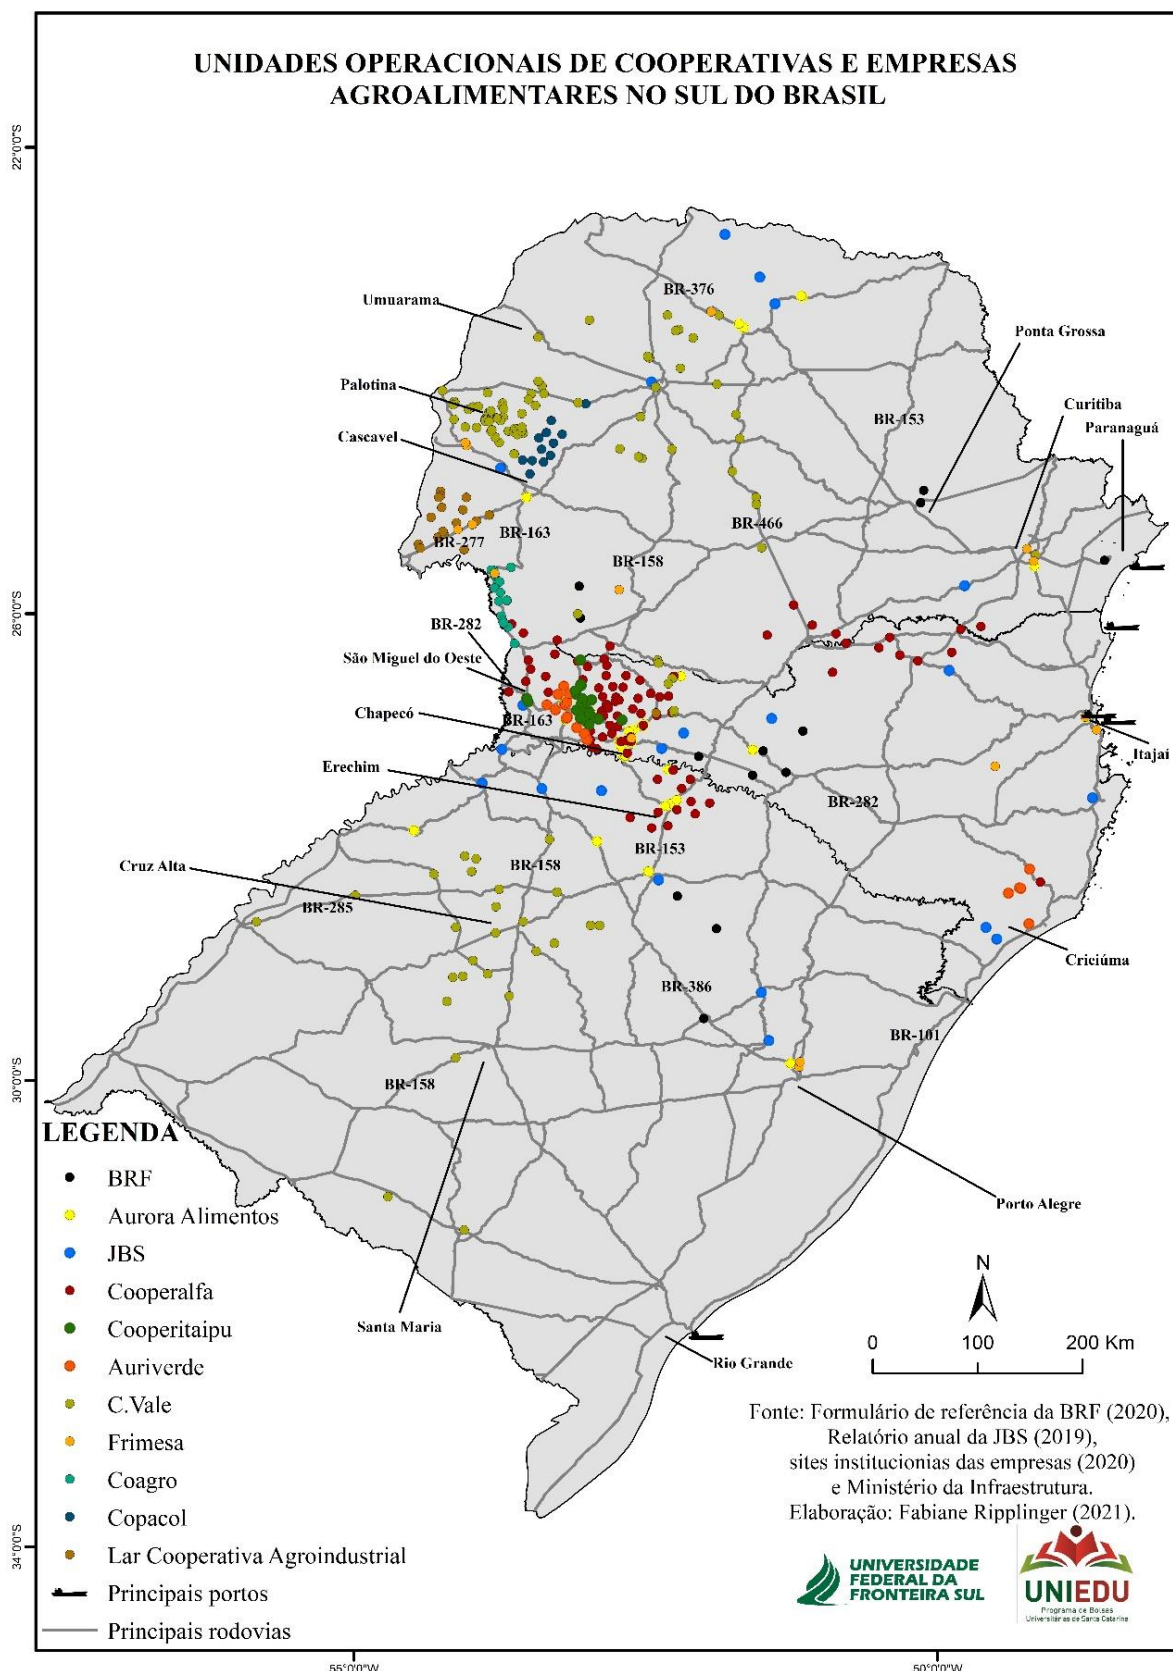 UNIDADES OPERACIONAIS DE COOPERATIVAS E EMPRESAS
AGROALIMENTARES NO SUL DO BRASIL
22°0'0"S
BR-376
Umuarama
Ponta Grossa
Palotina
Curitiba
BR-153
Paranaguá
Cascavel
BR-466
BR-163
BR-277
BR-158
26°0'0"S
BR-282
São Miguel do Oeste
Chapecó
BR-163
Itajaí
Erechim
BR-282
BR-153
Cruz Alta
BR-158
BR-285
Criciúma
BR-386
BR-101
30°0'0"S
BR-158
LEGENDA
BRF
Aurora Alimentos
JBS
Cooperalfa
Cooperitaipu
Auriverde
C.Vale
Frimesa
Coagro
Copacol
Lar Cooperativa Agroindustrial
Principais portos
Principais rodovias
Porto Alegre
Santa Maria
Rio Grande
N
0 100 200 Km
Fonte: Formulário de referência da BRF (2020),
Relatório anual da JBS (2019),
sites institucionias das empresas (2020)
e Ministério da Infraestrutura.
Elaboração: Fabiane Ripplinger (2021).
UNIVERSIDADE
FEDERAL DA
FRONTEIRA SUL
UNIEDU
Programa de Bolsas
Universitárias de Santa Catarina
34°0'0"S
55°0'0"W
50°0'0"W